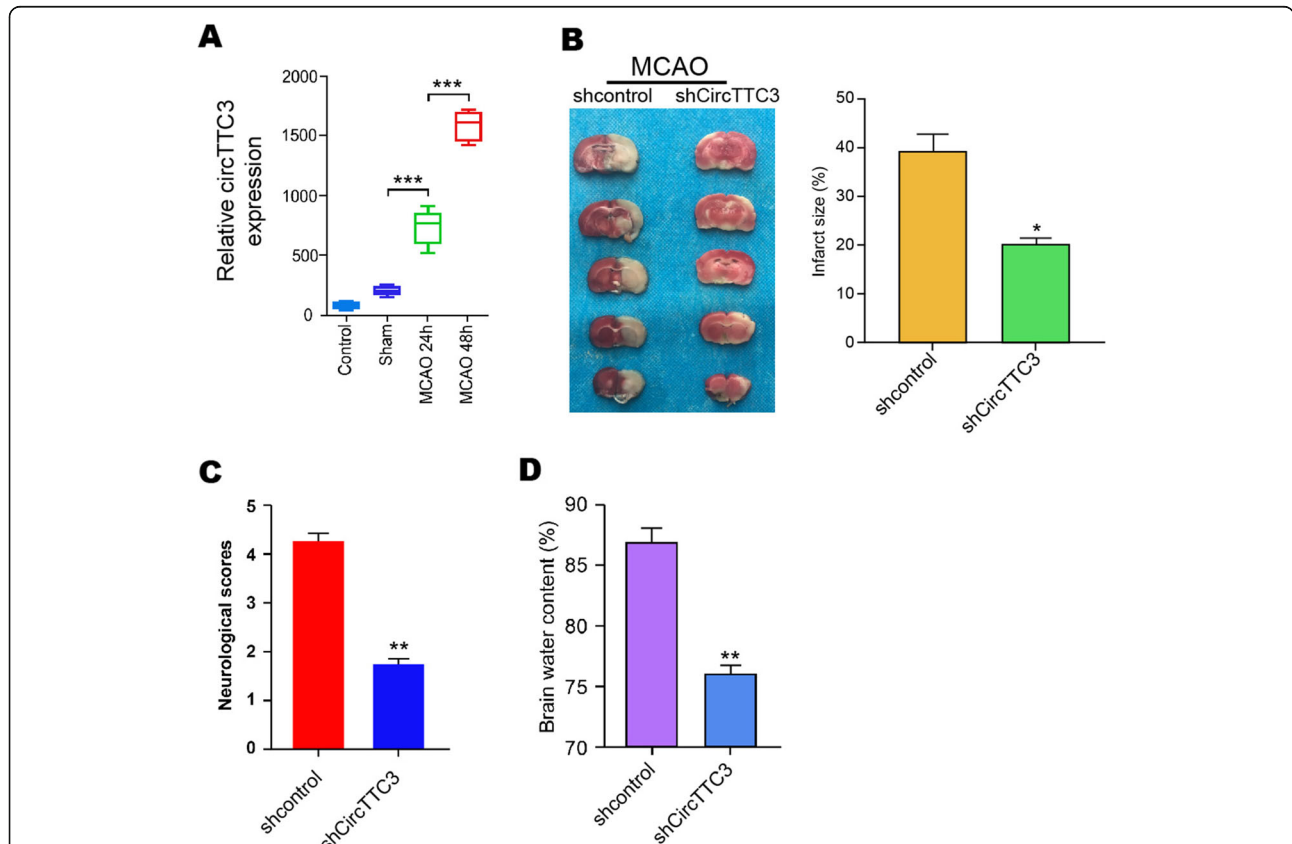 A
Relative circTTC3
expression
2000
1500
1000
500
0
***
***
Control
Sham
MCAO 24h
MCAO 48h
B
MCAO
shcontrol shCircTTC3
Infarct size (%)
50
40
30
20
10
0
*
shcontrol
shCircTTC3
C
Neurological scores
5
4
3
2
1
0
**
shcontrol
shCircTTC3
D
Brain water content (%)
90
85
80
75
70
**
shcontrol
shCircTTC3